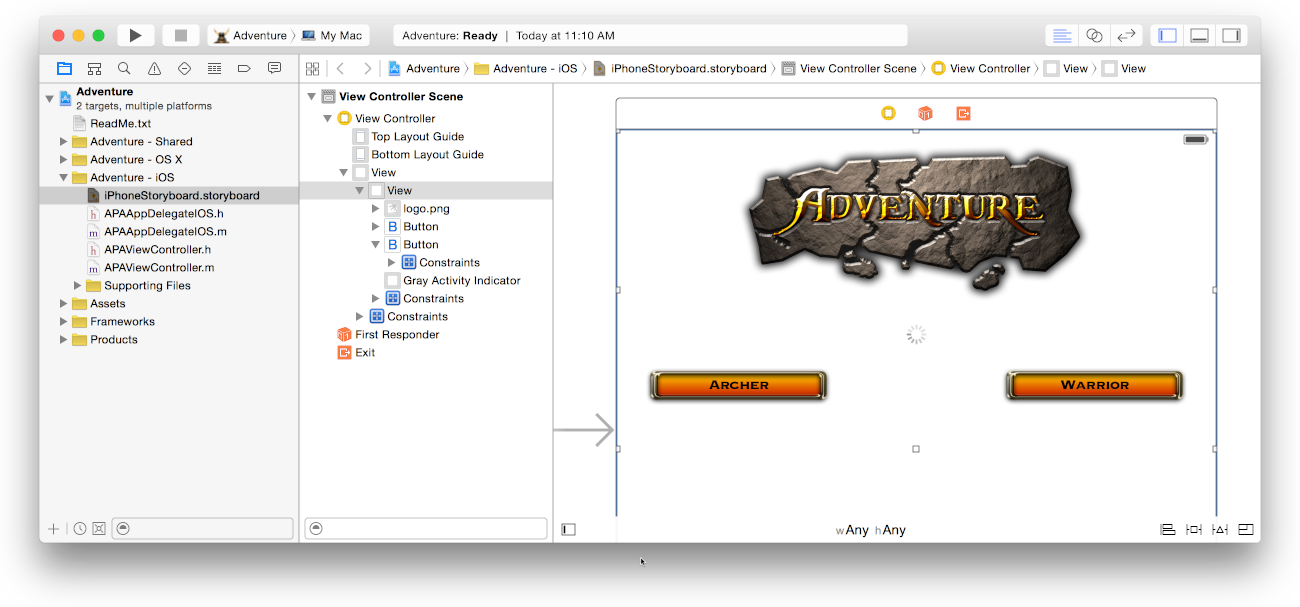 Adventure 〉 My Mac
Adventure: Ready | Today at 11:10 AM
Adventure 〉 Adventure - iOS 〉 iPhoneStoryboard.storyboard 〉 View Controller Scene 〉 View Controller 〉 View 〉 View
Adventure
2 targets, multiple platforms
ReadMe.txt
Adventure - Shared
Adventure - OS X
Adventure - iOS
iPhoneStoryboard.storyboard
h APAAppDelegateIOS.h
m APAAppDelegateIOS.m
h APAViewController.h
m APAViewController.m
Supporting Files
Assets
Frameworks
Products
View Controller Scene
View Controller
Top Layout Guide
Bottom Layout Guide
View
View
logo.png
B Button
B Button
Constraints
Gray Activity Indicator
Constraints
Constraints
First Responder
Exit
ADVENTURE
ARCHER
WARRIOR
wAny hAny